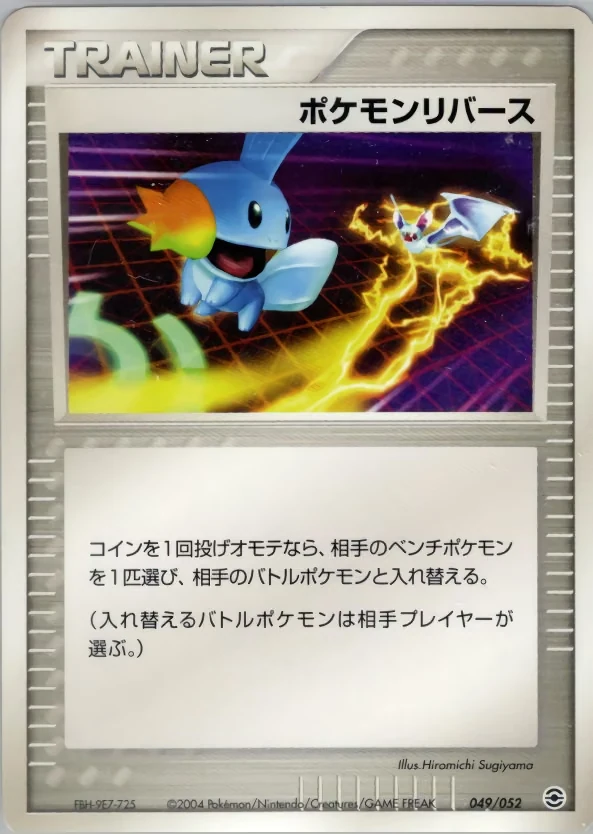 TRAINER
ポケモンリバース
コインを1回投げオモテなら、相手のベンチポケモン
を1匹選び、相手のバトルポケモンと入れ替える。
（入れ替えるバトルポケモンは相手プレイヤーが
選ぶ。）
Illus.Hiromichi Sugiyama
FBH-9E7-725
©2004 Pokémon/Nintendo/Creatures/GAME FREAK
049/052